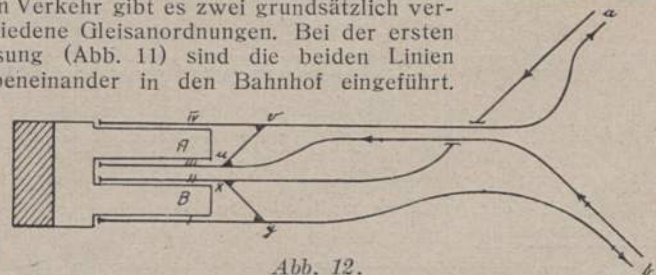 n Verkehr gibt es zwei grundsätzlich ver-
iedene Gleisanordnungen. Bei der ersten
sung (Abb. 11) sind die beiden Linien
beneinander in den Bahnhof eingeführt.
a
IV
v
A
u
III
II
x
B
I
y
b
Abb. 12.